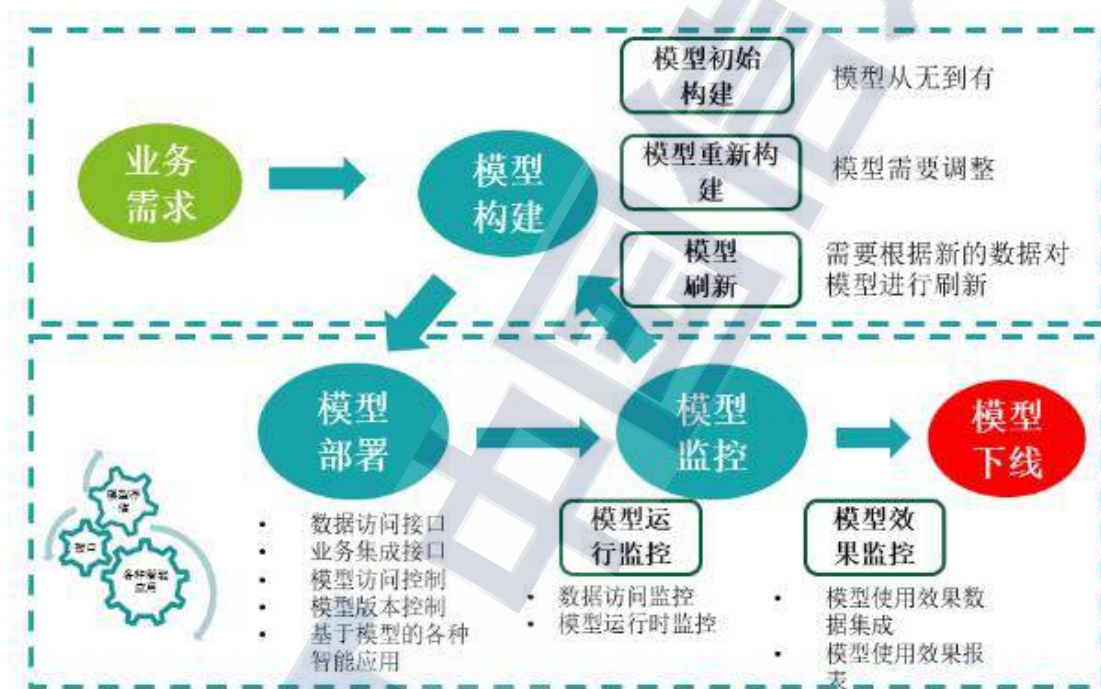 模型初始
构建
模型从无到有
业务
需求
模型
构建
模型重新构
建
模型需要调整
模型
刷新
需要根据新的数据对
模型进行刷新
模型
部署
模型
监控
模型
下线
接口
各种智能
应用
• 数据访问接口
• 业务集成接口
• 模型访问控制
• 模型版本控制
• 基于模型的各种
智能应用
模型运
行监控
• 数据访问监控
• 模型运行时监控
模型效
果监控
• 模型使用效果数
据集成
• 模型使用效果报
表